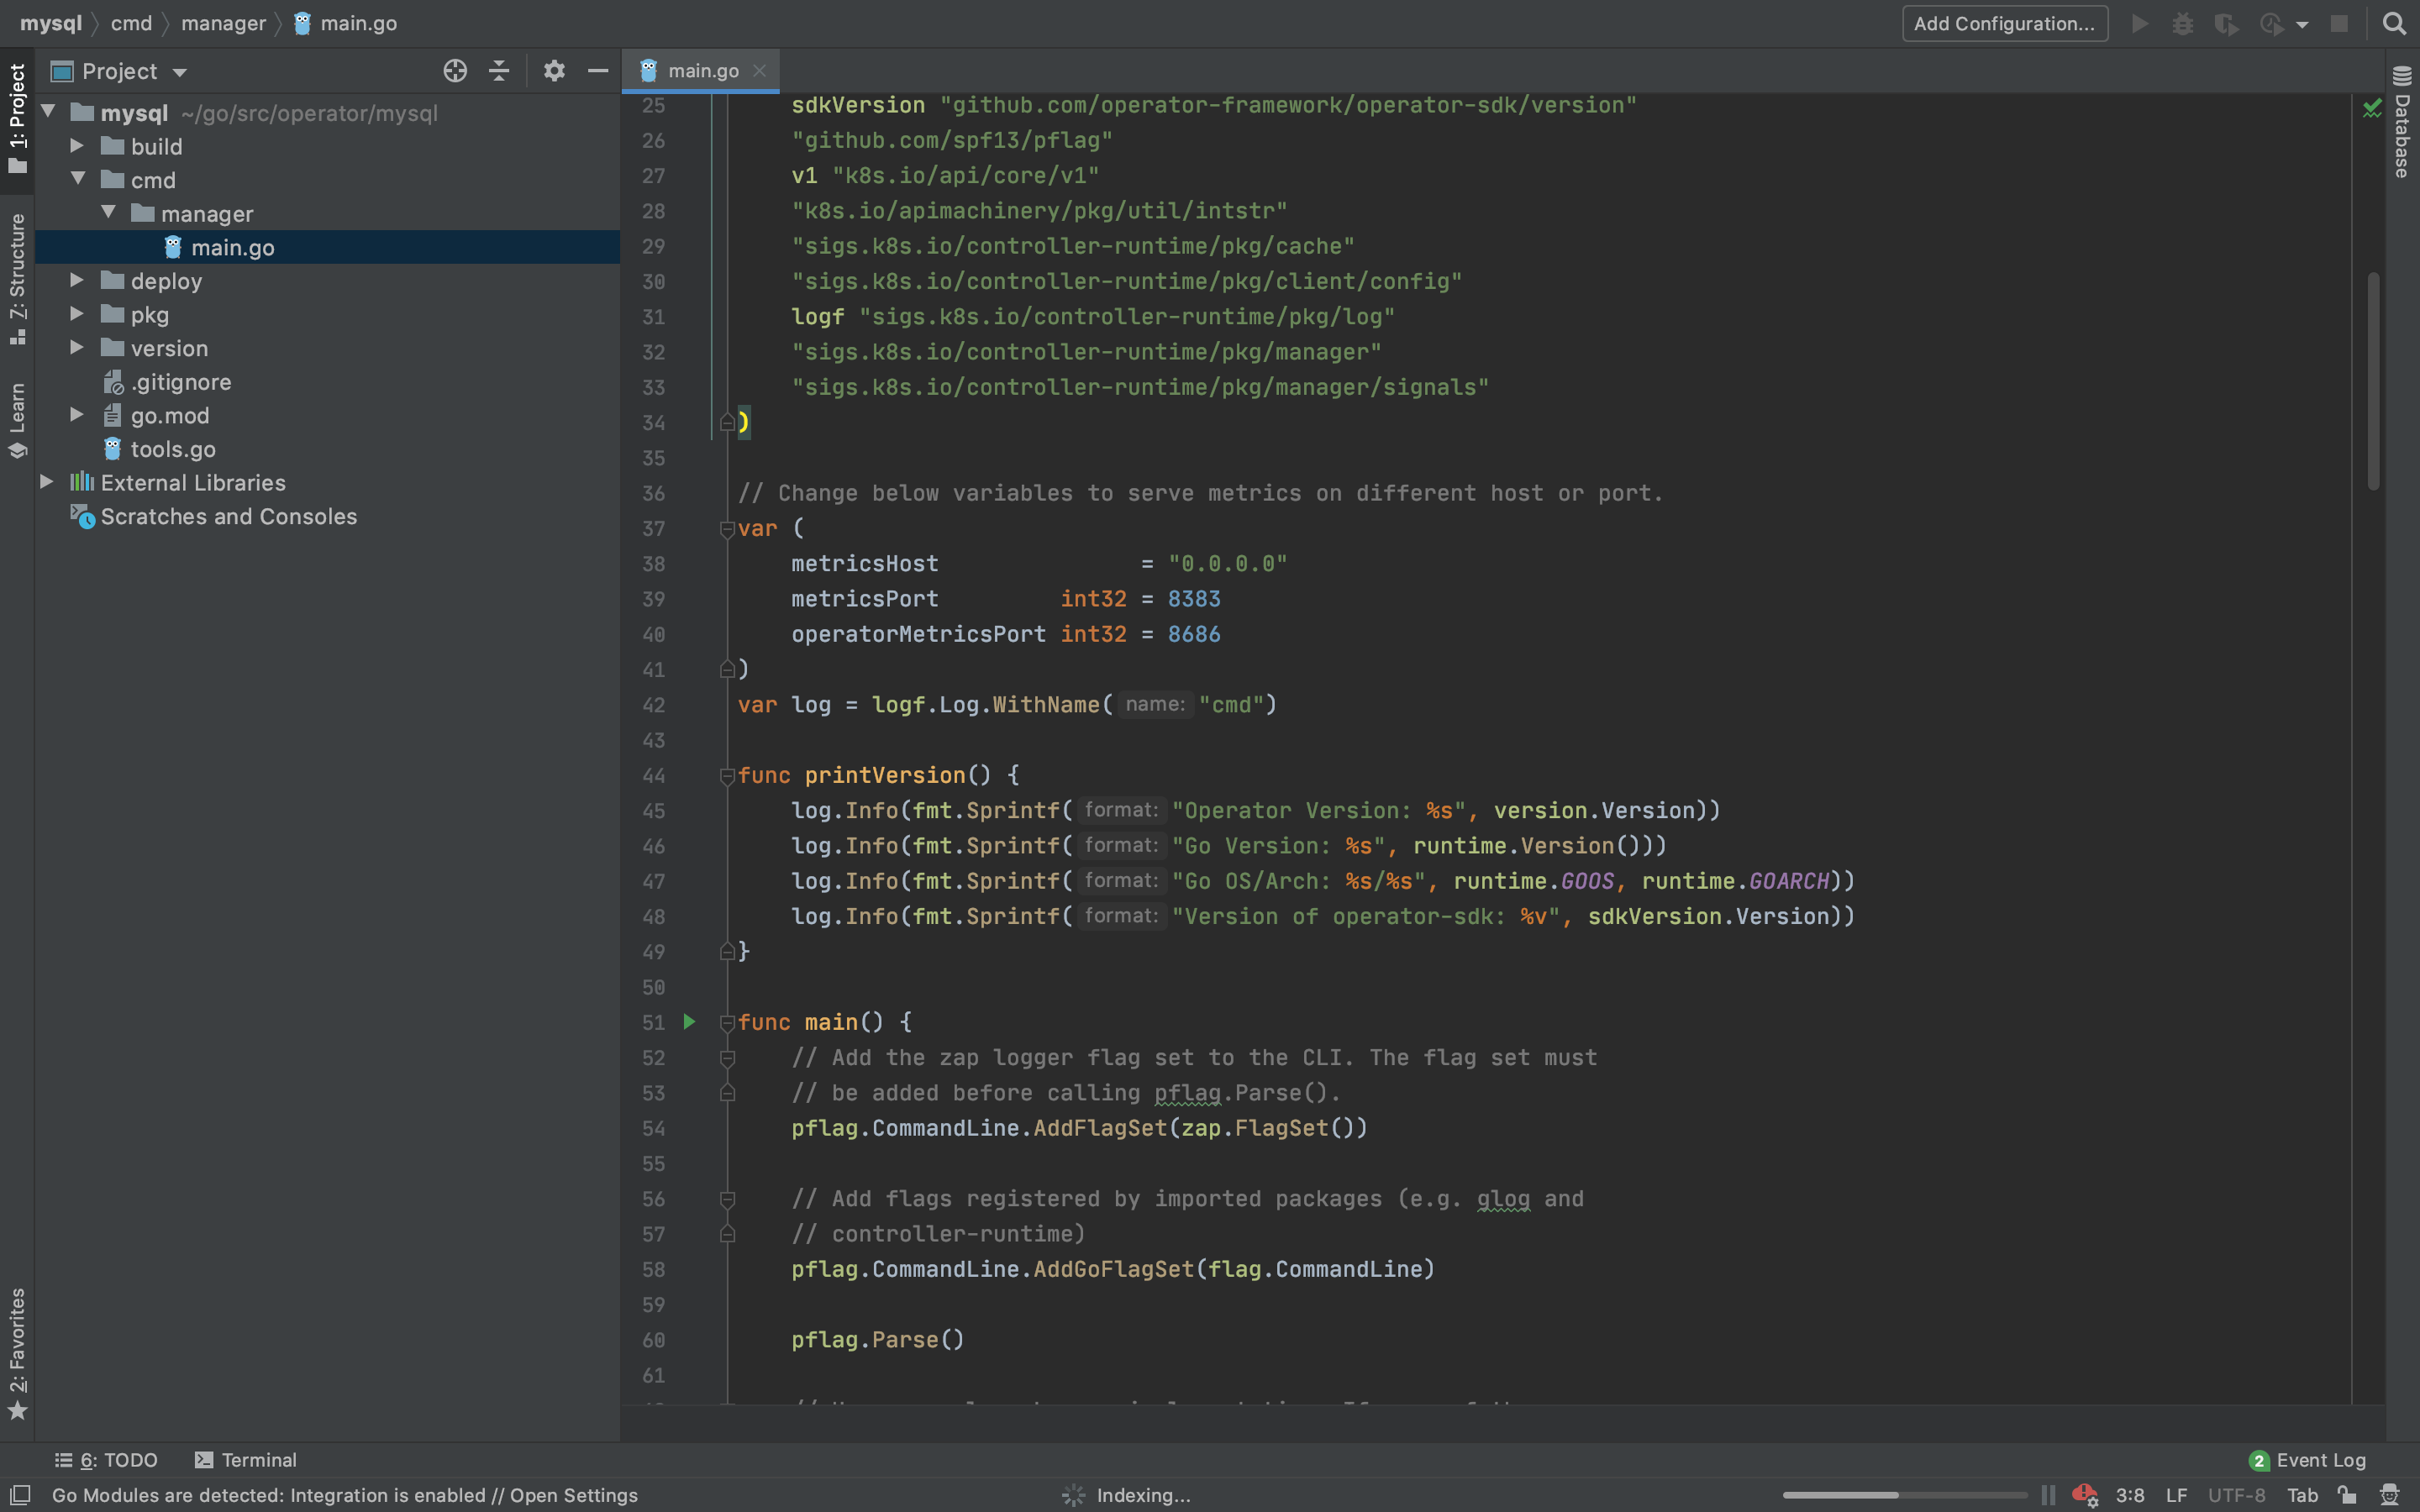 mysql cmd manager main.go
Add Configuration...
1: Project
Project
main.go
mysql ~/go/src/operator/mysql
build
cmd
manager
main.go
deploy
pkg
version
.gitignore
go.mod
tools.go
External Libraries
Scratches and Consoles
7: Structure
Learn
2: Favorites
Database
25 sdkVersion "github.com/operator-framework/operator-sdk/version"
26 "github.com/spf13/pflag"
27 v1 "k8s.io/api/core/v1"
28 "k8s.io/apimachinery/pkg/util/intstr"
29 "sigs.k8s.io/controller-runtime/pkg/cache"
30 "sigs.k8s.io/controller-runtime/pkg/client/config"
31 logf "sigs.k8s.io/controller-runtime/pkg/log"
32 "sigs.k8s.io/controller-runtime/pkg/manager"
33 "sigs.k8s.io/controller-runtime/pkg/manager/signals"
34 )
35
36 // Change below variables to serve metrics on different host or port.
37 var (
38 metricsHost = "0.0.0.0"
39 metricsPort int32 = 8383
40 operatorMetricsPort int32 = 8686
41 )
42 var log = logf.Log.WithName( name: "cmd")
43
44 func printVersion() {
45 log.Info(fmt.Sprintf( format: "Operator Version: %s", version.Version))
46 log.Info(fmt.Sprintf( format: "Go Version: %s", runtime.Version()))
47 log.Info(fmt.Sprintf( format: "Go OS/Arch: %s/%s", runtime.GOOS, runtime.GOARCH))
48 log.Info(fmt.Sprintf( format: "Version of operator-sdk: %v", sdkVersion.Version))
49 }
50
51 func main() {
52 // Add the zap logger flag set to the CLI. The flag set must
53 // be added before calling pflag.Parse().
54 pflag.CommandLine.AddFlagSet(zap.FlagSet())
55
56 // Add flags registered by imported packages (e.g. glog and
57 // controller-runtime)
58 pflag.CommandLine.AddGoFlagSet(flag.CommandLine)
59
60 pflag.Parse()
61
6: TODO Terminal
2 Event Log
Go Modules are detected: Integration is enabled // Open Settings
Indexing...
3:8 LF UTF-8 Tab